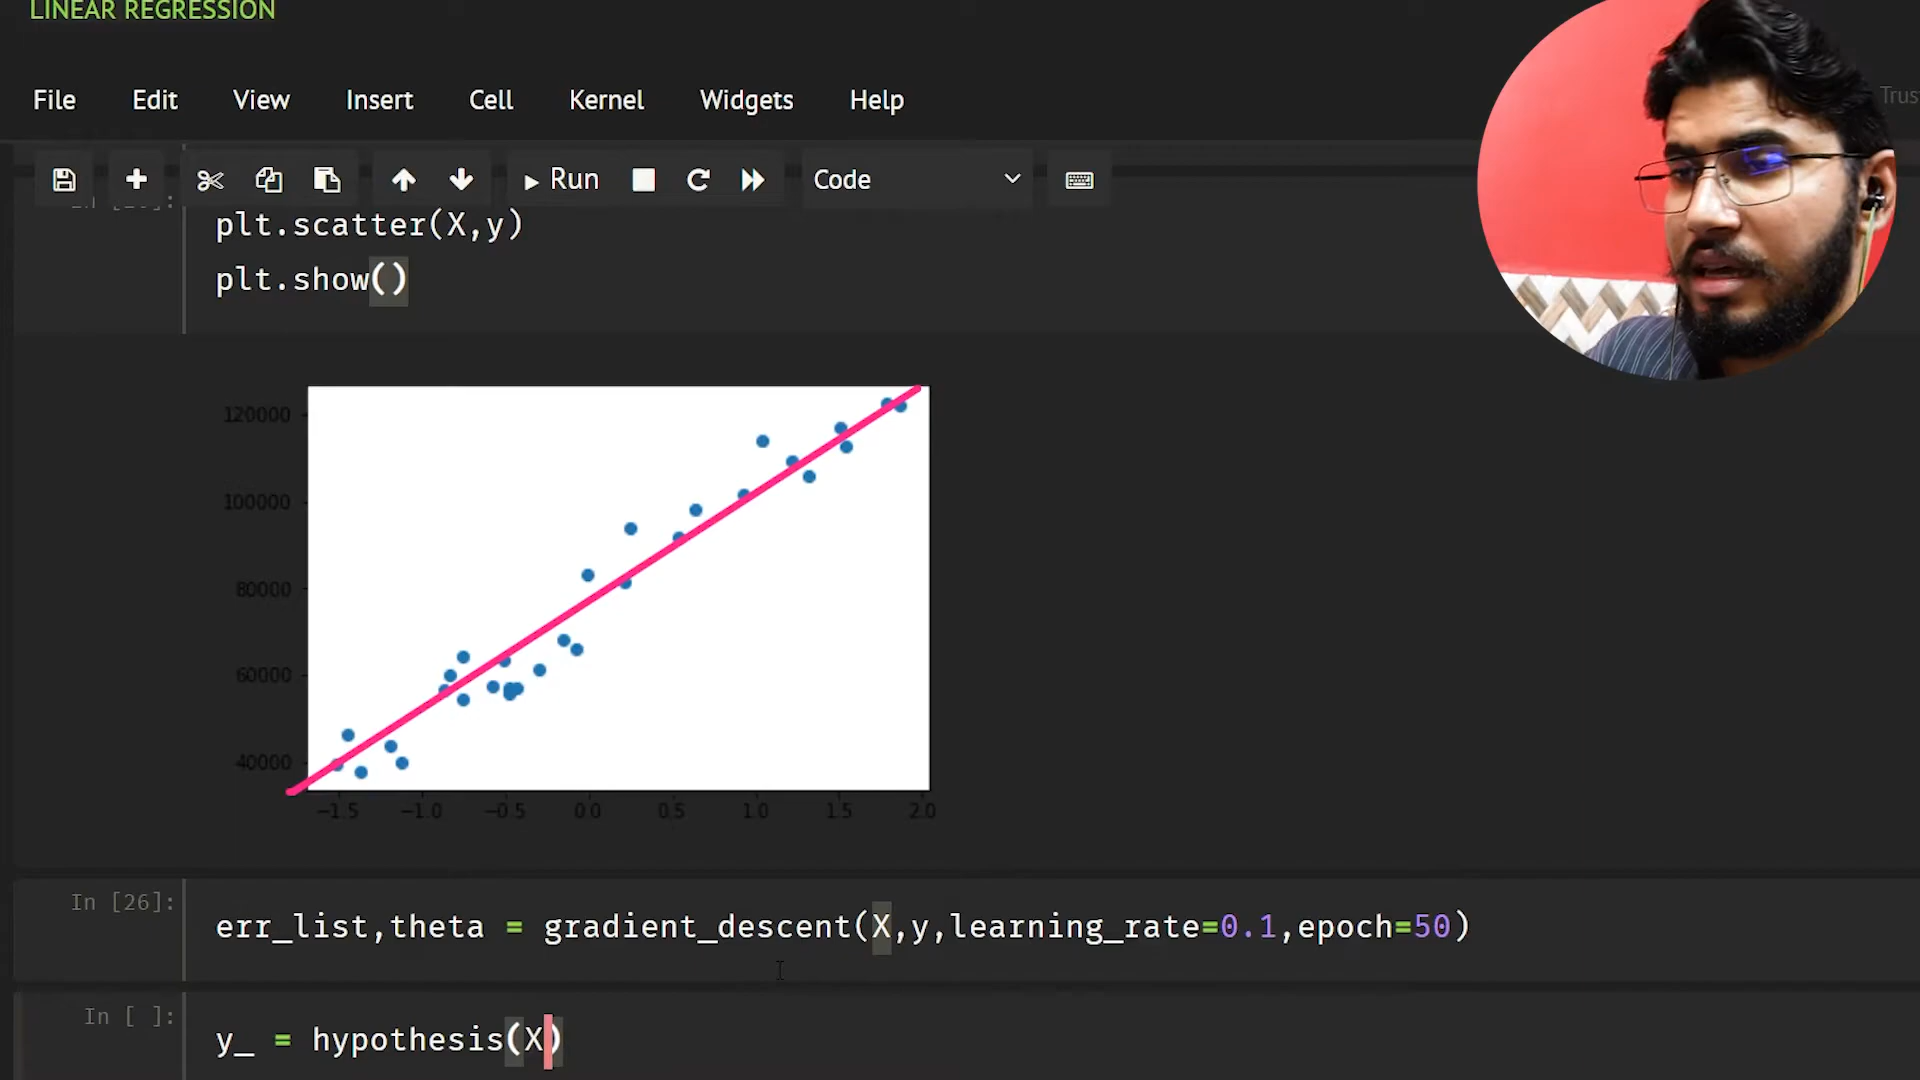 LINEAR REGRESSION
File Edit View Insert Cell Kernel Widgets Help
Trus
Run Code
plt.scatter(X,y)
plt.show()
120000
100000
80000
60000
40000
−1.5 −1.0 −0.5 0.0 0.5 1.0 1.5 2.0
In [26]:
err_list,theta = gradient_descent(X,y,learning_rate=0.1,epoch=50)
In [ ]:
y_ = hypothesis(X)